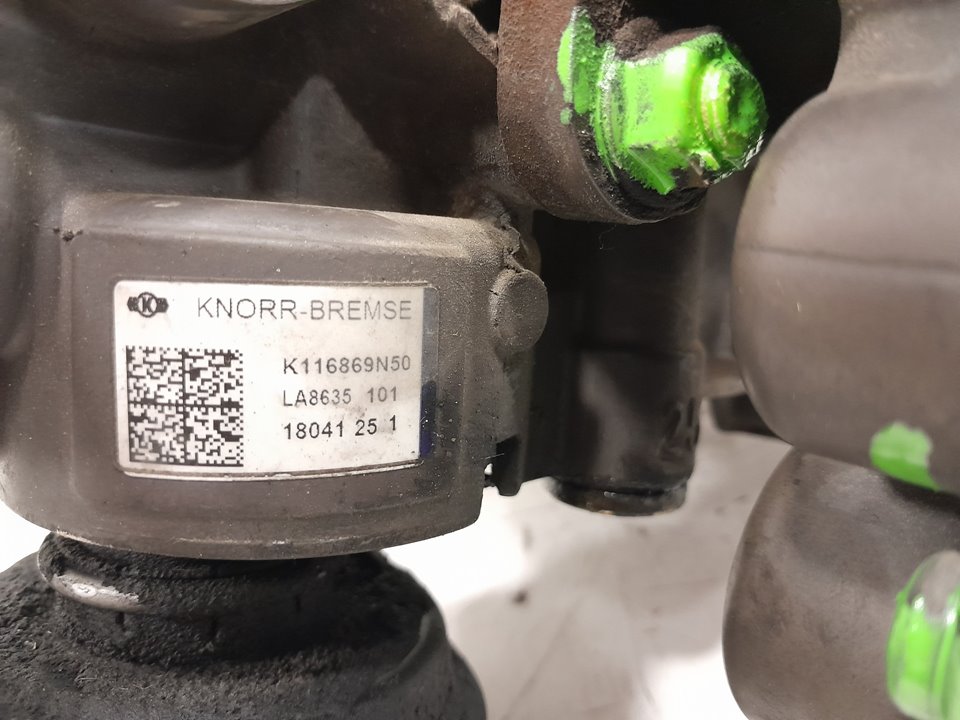 K
KNORR-BREMSE
K116869N50
LA8635 101
18041 25 1